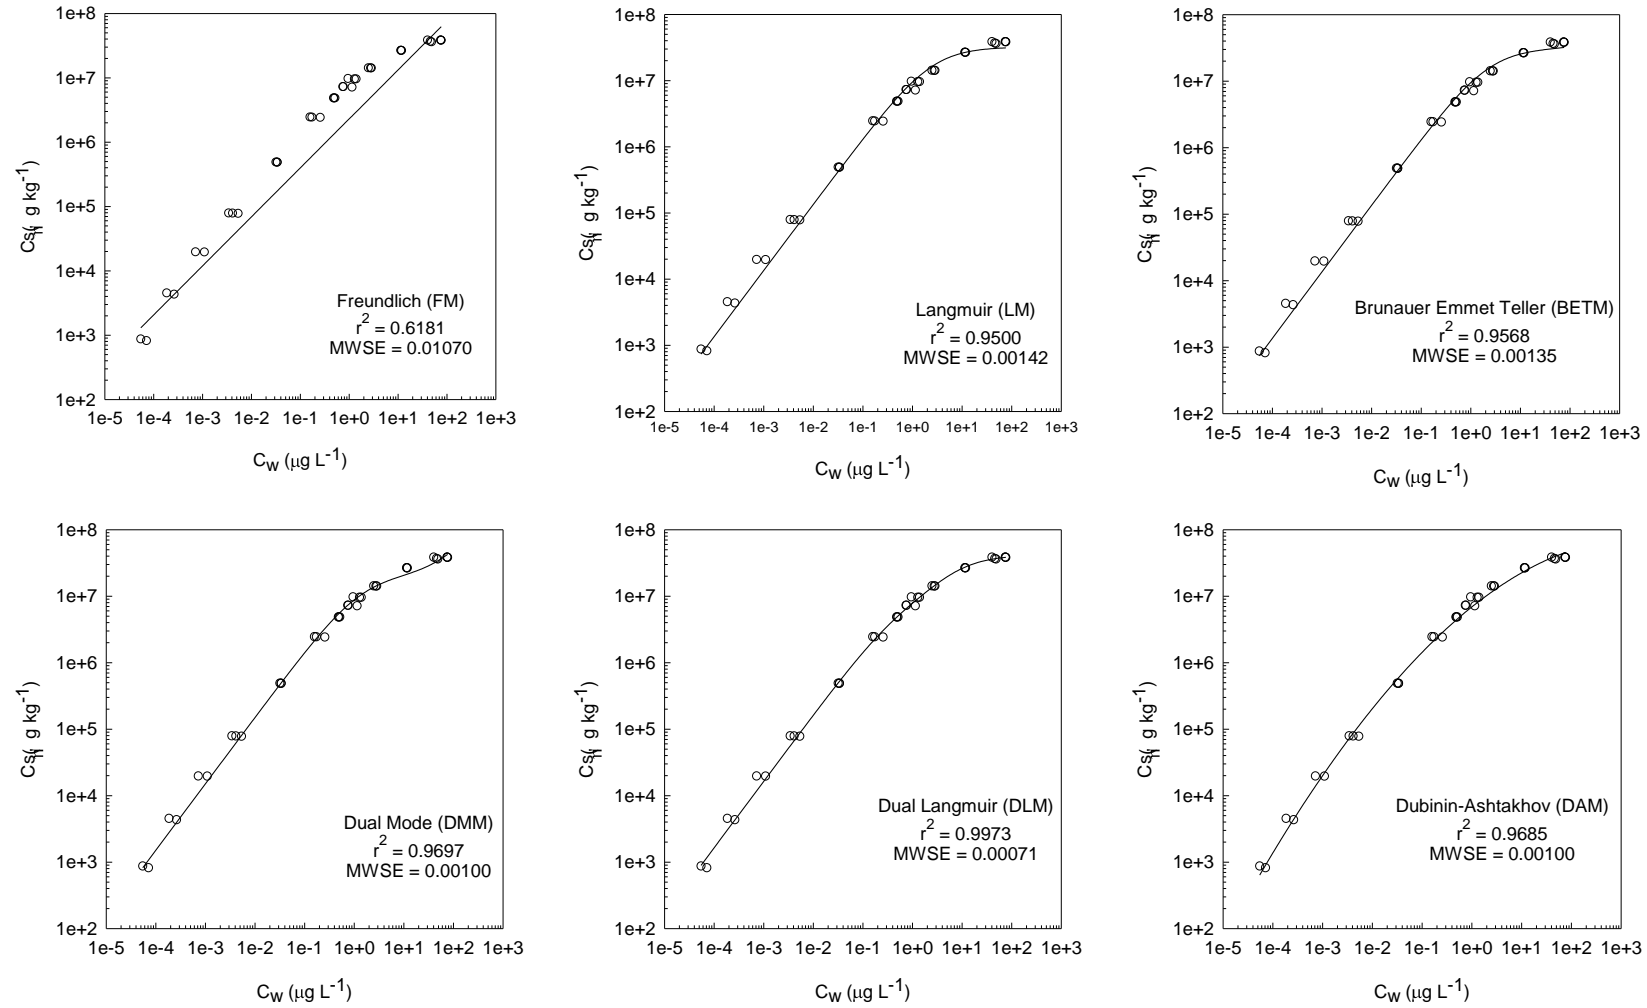 1e+8
1e+7
1e+6
1e+5
1e+4
1e+3
1e+2
g kg⁻¹)
Freundlich (FM)
r² = 0.6181
MWSE = 0.01070
1e-5 1e-4 1e-3 1e-2 1e-1 1e+0 1e+1 1e+2 1e+3
Cw (μg L⁻¹)
1e+8
1e+7
1e+6
1e+5
1e+4
1e+3
1e+2
g kg⁻¹)
Langmuir (LM)
r² = 0.9500
MWSE = 0.00142
1e-5 1e-4 1e-3 1e-2 1e-1 1e+0 1e+1 1e+2 1e+3
Cw (μg L⁻¹)
1e+8
1e+7
1e+6
1e+5
1e+4
1e+3
1e+2
g kg⁻¹)
Brunauer Emmet Teller (BETM)
r² = 0.9568
MWSE = 0.00135
1e-5 1e-4 1e-3 1e-2 1e-1 1e+0 1e+1 1e+2 1e+3
Cw (μg L⁻¹)
1e+8
1e+7
1e+6
1e+5
1e+4
1e+3
1e+2
g kg⁻¹)
Dual Mode (DMM)
r² = 0.9697
MWSE = 0.00100
1e-5 1e-4 1e-3 1e-2 1e-1 1e+0 1e+1 1e+2 1e+3
Cw (μg L⁻¹)
1e+8
1e+7
1e+6
1e+5
1e+4
1e+3
1e+2
g kg⁻¹)
Dual Langmuir (DLM)
r² = 0.9973
MWSE = 0.00071
1e-5 1e-4 1e-3 1e-2 1e-1 1e+0 1e+1 1e+2 1e+3
Cw (μg L⁻¹)
1e+8
1e+7
1e+6
1e+5
1e+4
1e+3
1e+2
g kg⁻¹)
Dubinin-Ashtakhov (DAM)
r² = 0.9685
MWSE = 0.00100
1e-5 1e-4 1e-3 1e-2 1e-1 1e+0 1e+1 1e+2 1e+3
Cw (μg L⁻¹)